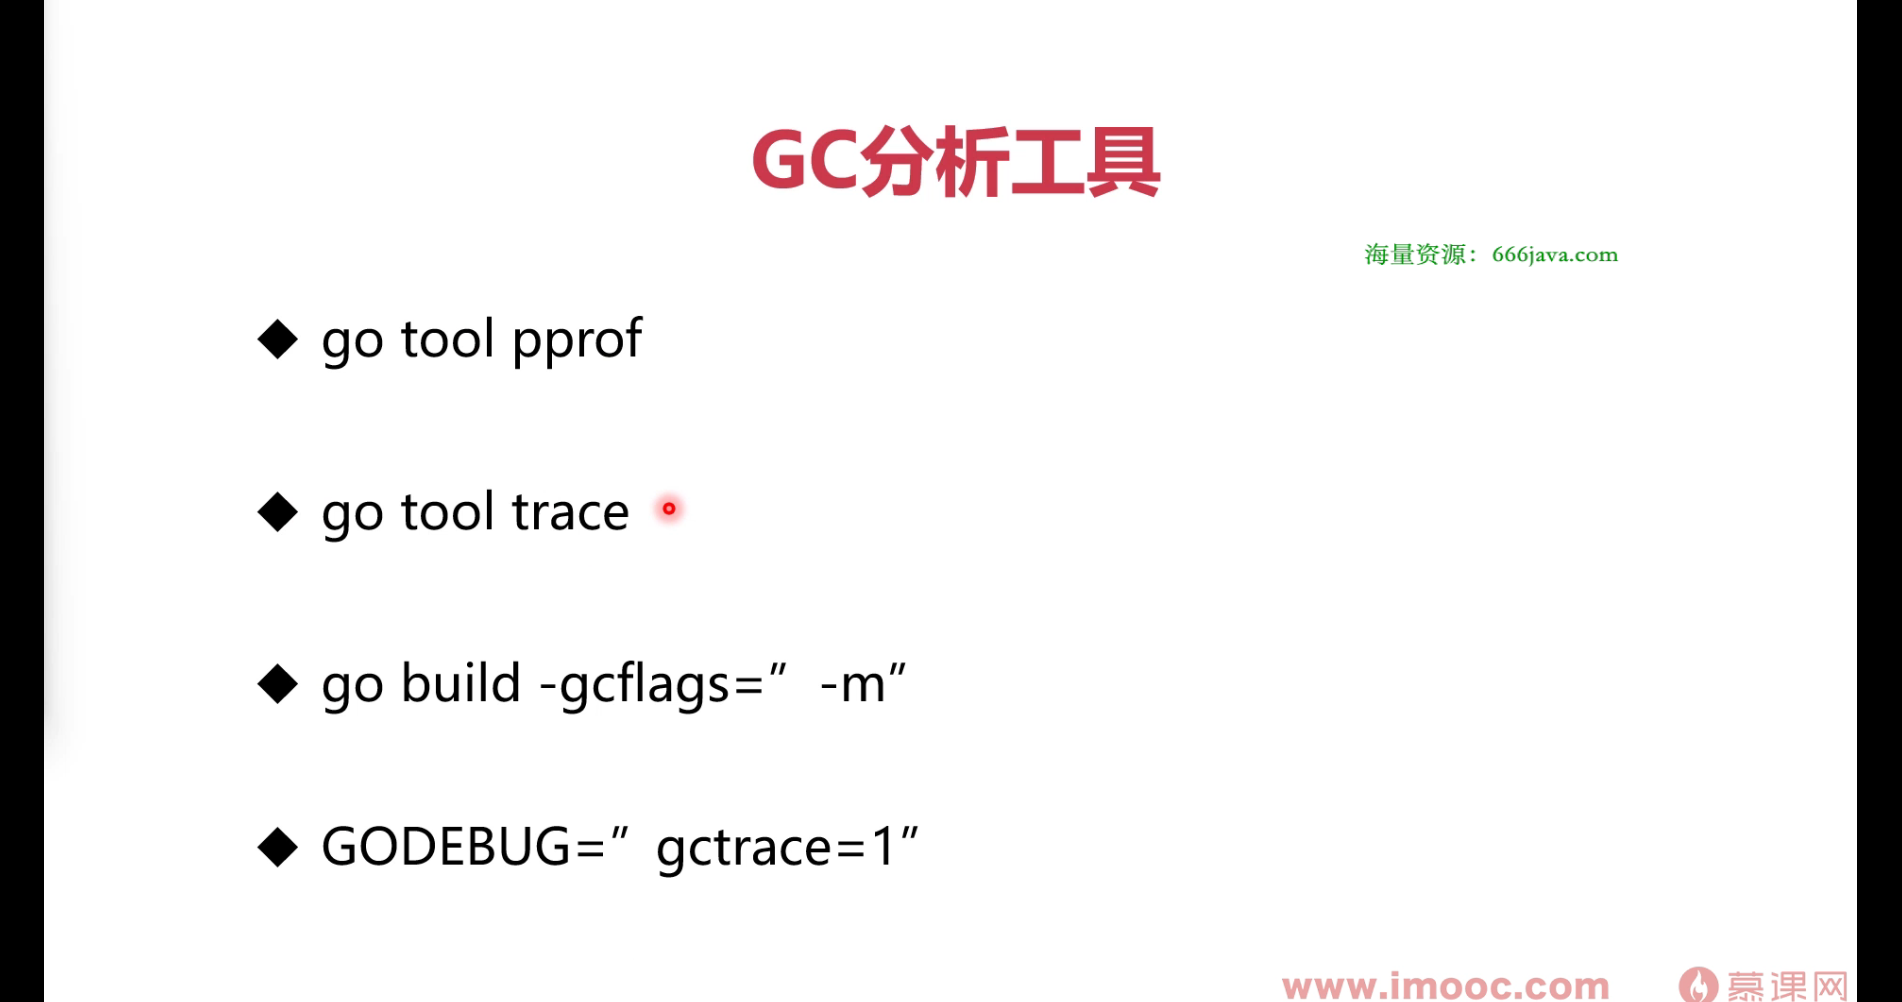 GC分析工具
海量资源：666java.com
◆ go tool pprof
◆ go tool trace
◆ go build -gcflags=” -m”
◆ GODEBUG=” gctrace=1”
www.imooc.com 慕课网